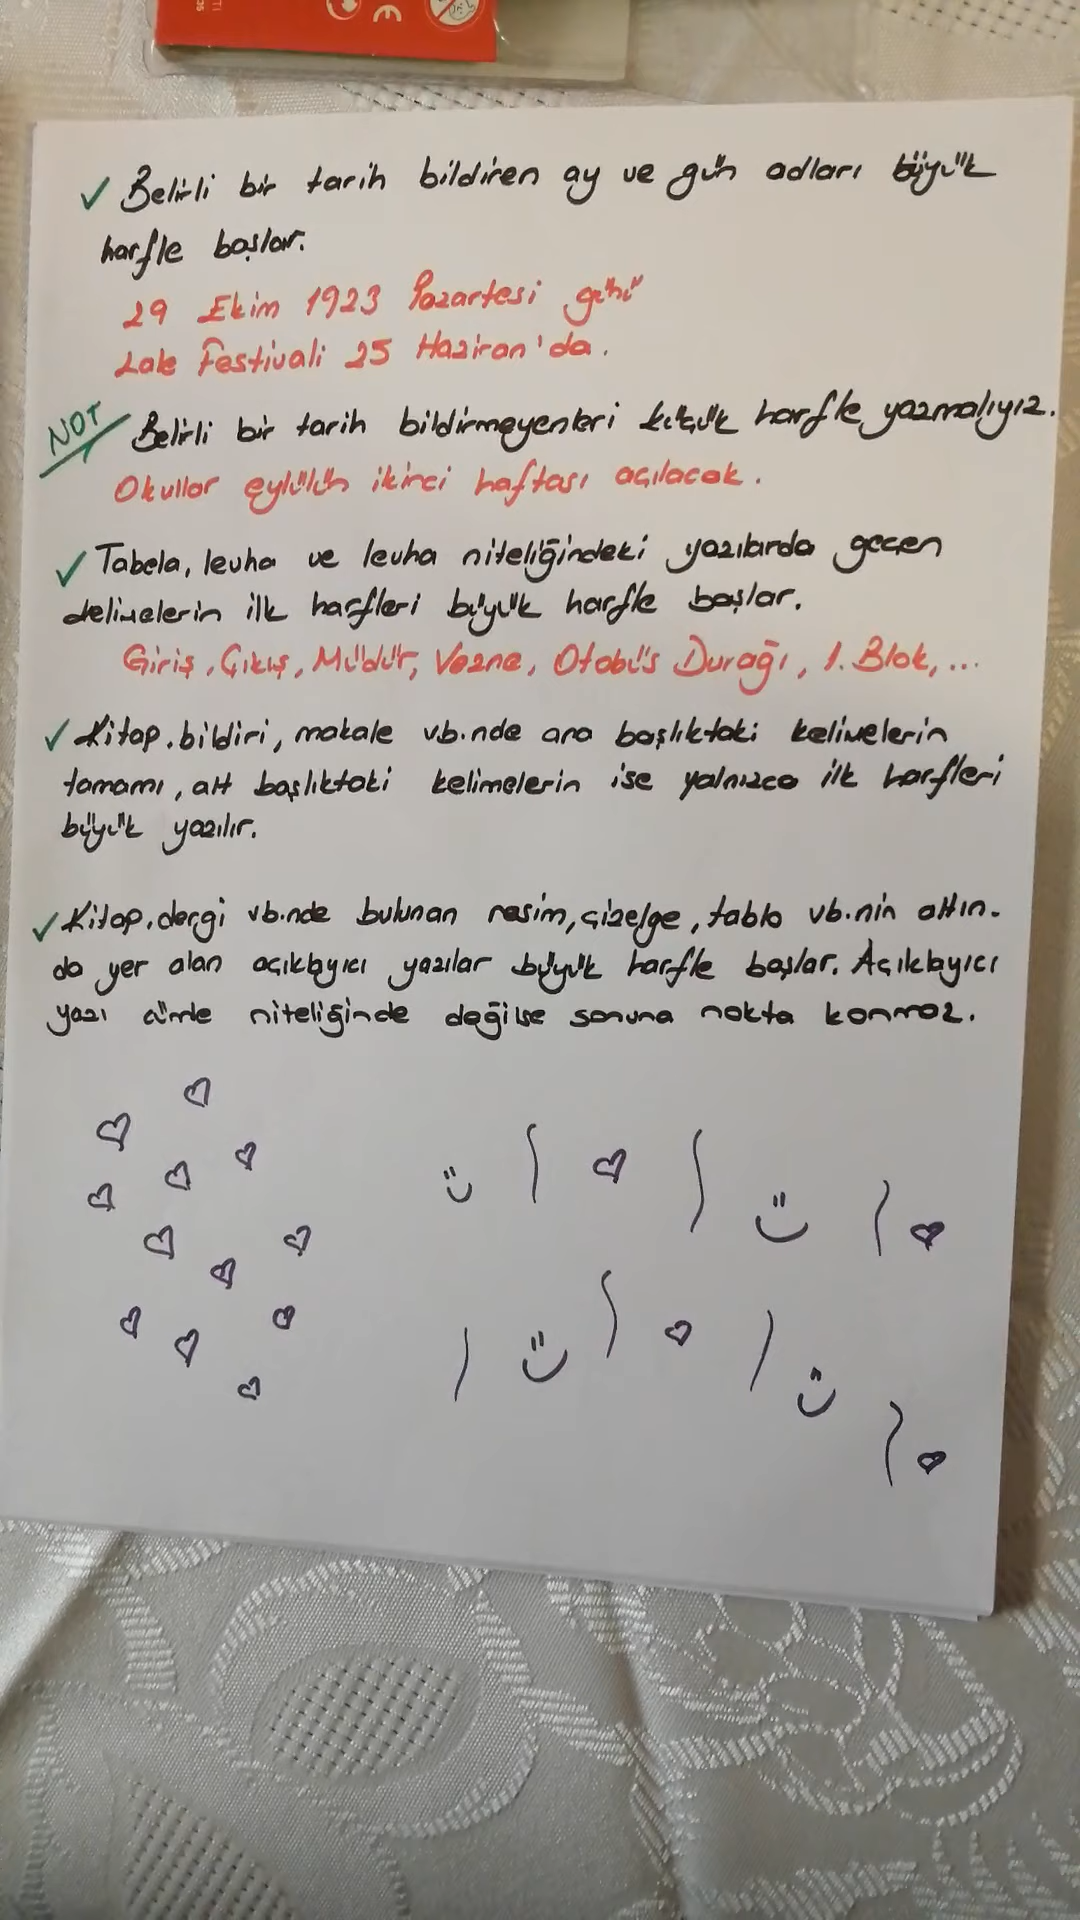 ✓ Belirli bir tarih bildiren ay ve gün adları büyük
harfle başlar.
29 Ekim 1923 Pazartesi günü
Lale Festivali 25 Haziran'da.
NOT Belirli bir tarih bildirmeyenleri küçük harfle yazmalıyız.
Okullar eylülün ikinci haftası açılacak.
✓ Tabela, levha ve levha niteliğindeki yazılarda geçen
kelimelerin ilk harfleri büyük harfle başlar.
Giriş, Çıkış, Müdür, Vezne, Otobüs Durağı, 1. Blok, ...
✓ Kitap, bildiri, makale vb.nde ana başlıktaki kelimelerin
tamamı, alt başlıktaki kelimelerin ise yalnızca ilk harfleri
büyük yazılır.
✓ Kitap, dergi vb.nde bulunan resim, çizelge, tablo vb.nin altın-
da yer alan açıklayıcı yazılar büyük harfle başlar. Açıklayıcı
yazı cümle niteliğinde değilse sonuna nokta konmaz.